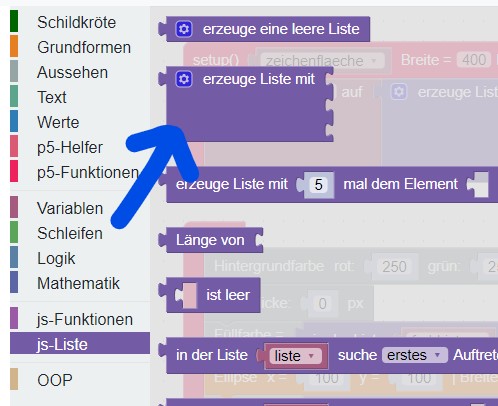 Schildkröte
Grundformen
Aussehen
Text
Werte
p5-Helfer
p5-Funktionen
Variablen
Schleifen
Logik
Mathematik
js-Funktionen
js-Liste
OOP
erzeuge eine leere Liste
setup() zeichenflaeche Breite = 400
erzeuge Liste mit
auf erzeuge Liste
erzeuge Liste mit 5 mal dem Element
Länge von
Hintergrundfarbe rot: 250 grün: 2
ist leer
icke: 0 px
Füllfarbe =
in der Liste liste suche erstes Auftrete
Ellipse x = 100 y = 100 Breite